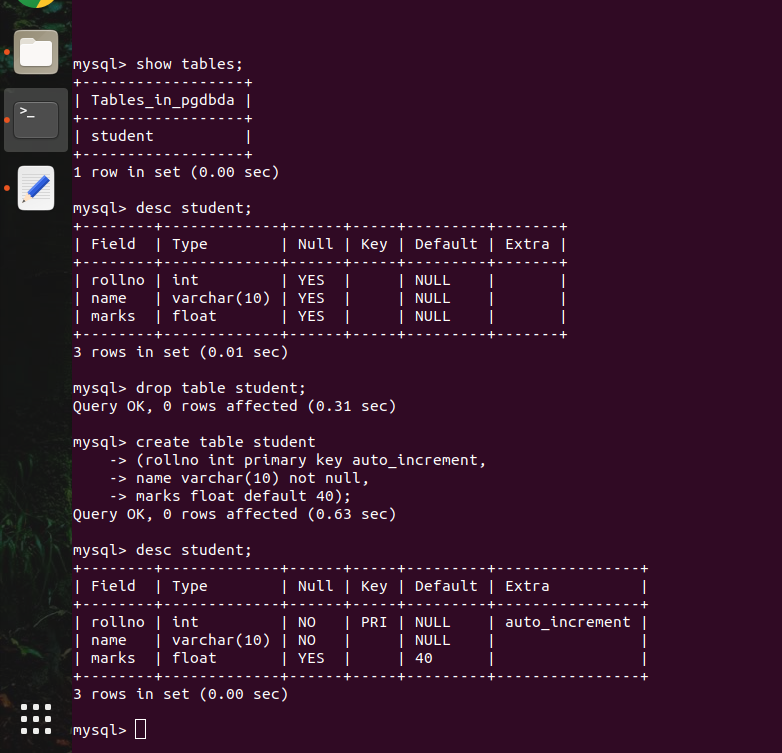 mysql> show tables;
+------------------+
| Tables_in_pgdbda |
+------------------+
| student          |
+------------------+
1 row in set (0.00 sec)
mysql> desc student;
+--------+-------------+------+-----+---------+-------+
| Field  | Type        | Null | Key | Default | Extra |
+--------+-------------+------+-----+---------+-------+
| rollno | int         | YES  |     | NULL    |       |
| name   | varchar(10) | YES  |     | NULL    |       |
| marks  | float       | YES  |     | NULL    |       |
+--------+-------------+------+-----+---------+-------+
3 rows in set (0.01 sec)
mysql> drop table student;
Query OK, 0 rows affected (0.31 sec)
mysql> create table student
    -> (rollno int primary key auto_increment,
    -> name varchar(10) not null,
    -> marks float default 40);
Query OK, 0 rows affected (0.63 sec)
mysql> desc student;
+--------+-------------+------+-----+---------+----------------+
| Field  | Type        | Null | Key | Default | Extra          |
+--------+-------------+------+-----+---------+----------------+
| rollno | int         | NO   | PRI | NULL    | auto_increment |
| name   | varchar(10) | NO   |     | NULL    |                |
| marks  | float       | YES  |     | 40      |                |
+--------+-------------+------+-----+---------+----------------+
3 rows in set (0.00 sec)
mysql>